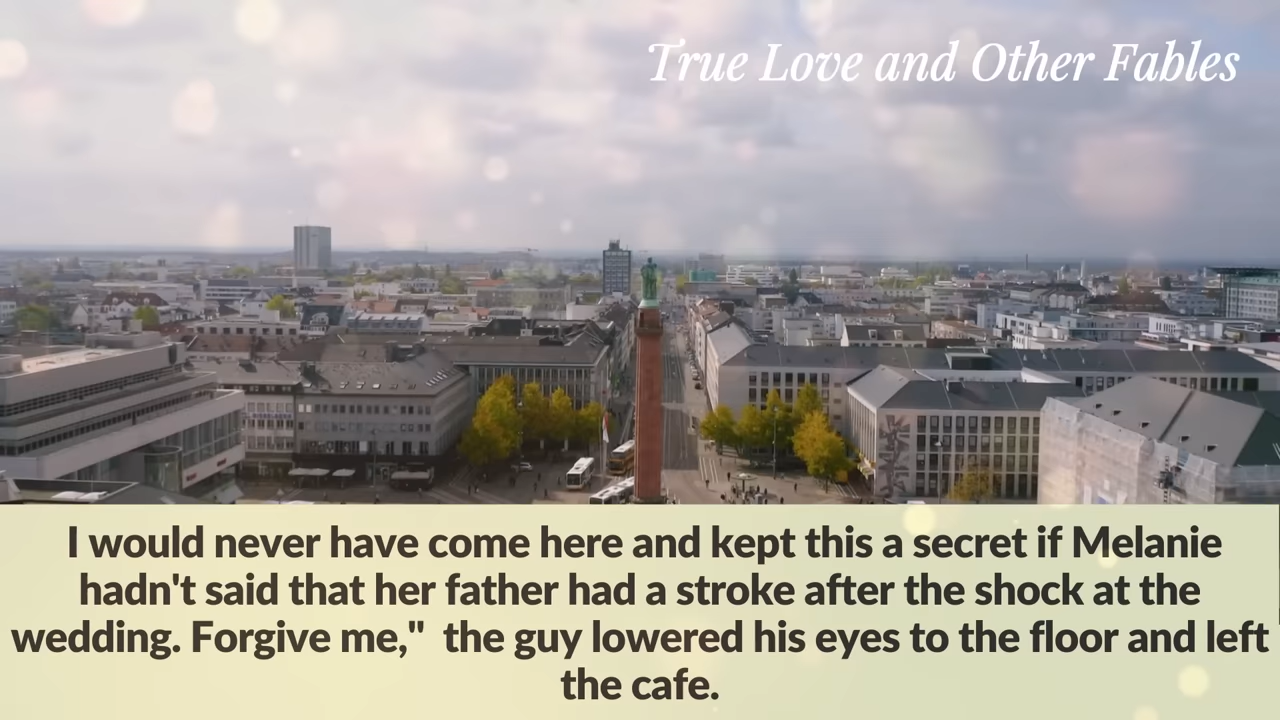 True Love and Other Fables
I would never have come here and kept this a secret if Melanie
hadn't said that her father had a stroke after the shock at the
wedding. Forgive me,"  the guy lowered his eyes to the floor and left
the cafe.